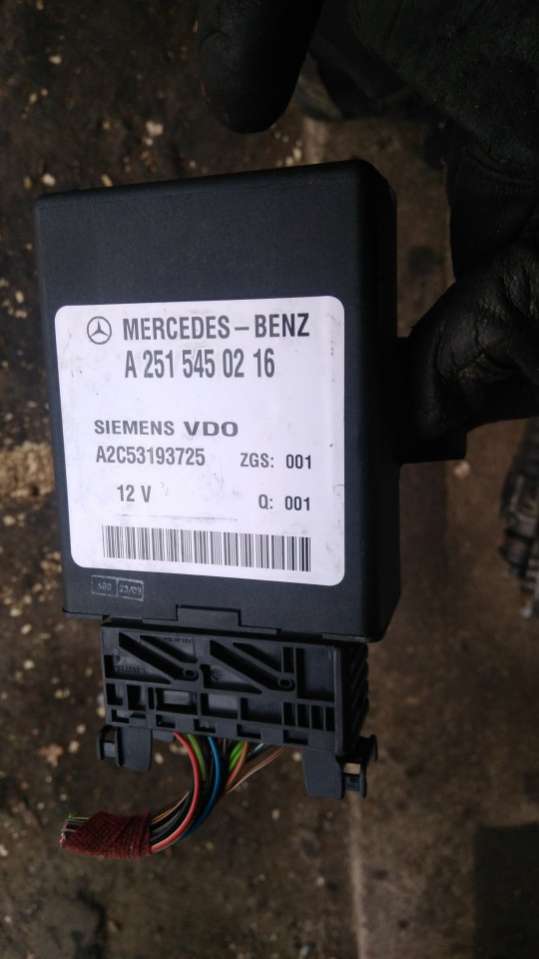 MERCEDES-BENZ
A 251 545 02 16
SIEMENS VDO
A2C53193725 ZGS: 001
12 V Q: 001